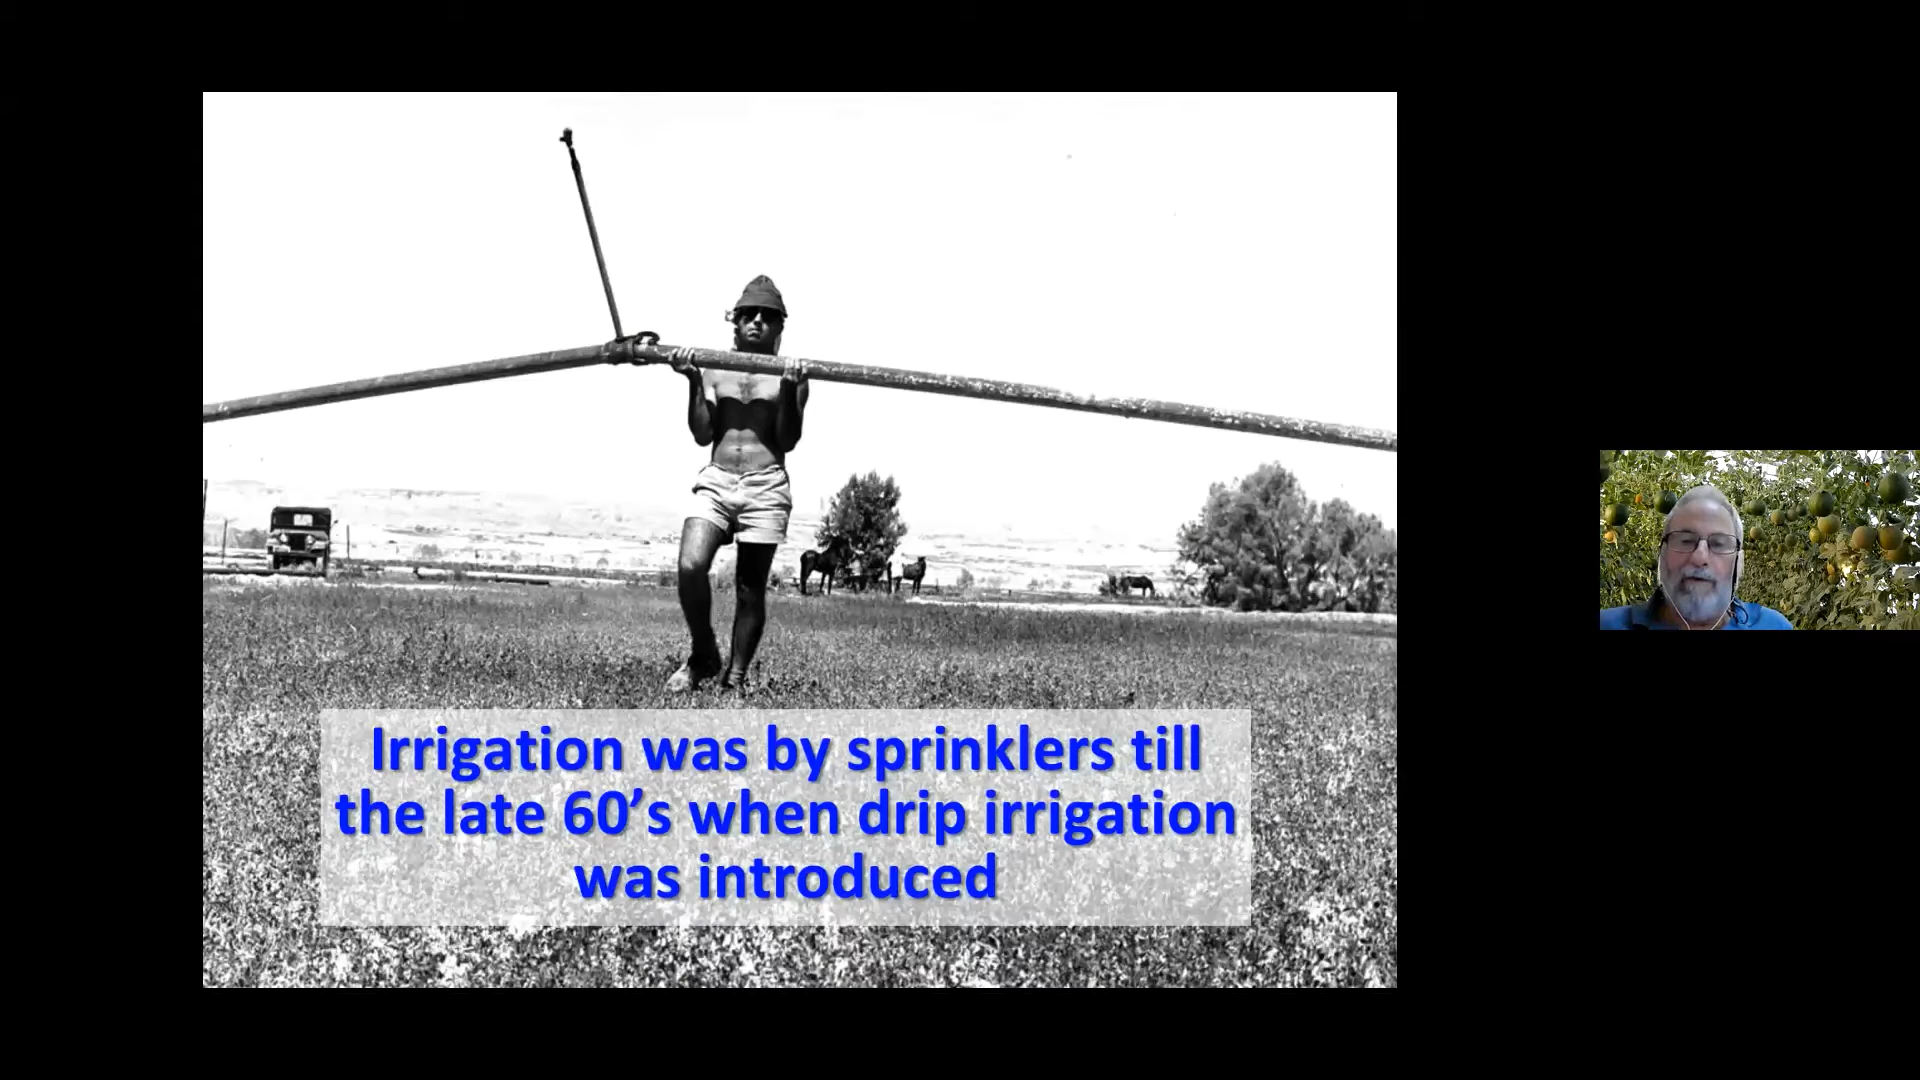 Irrigation was by sprinklers till
the late 60’s when drip irrigation
was introduced